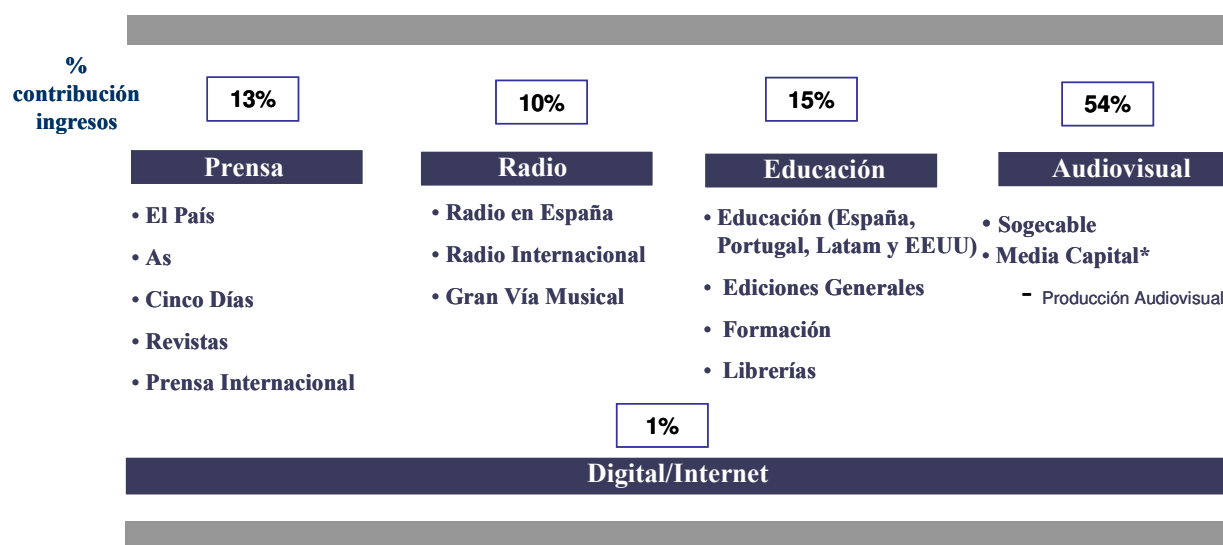 %
contribución
ingresos
13%
10%
15%
54%
Prensa
Radio
Educación
Audiovisual
• El País
• As
• Cinco Días
• Revistas
• Prensa Internacional
• Radio en España
• Radio Internacional
• Gran Vía Musical
• Educación (España,
Portugal, Latam y EEUU)
• Ediciones Generales
• Formación
• Librerías
• Sogecable
• Media Capital*
- Producción Audiovisual
1%
Digital/Internet